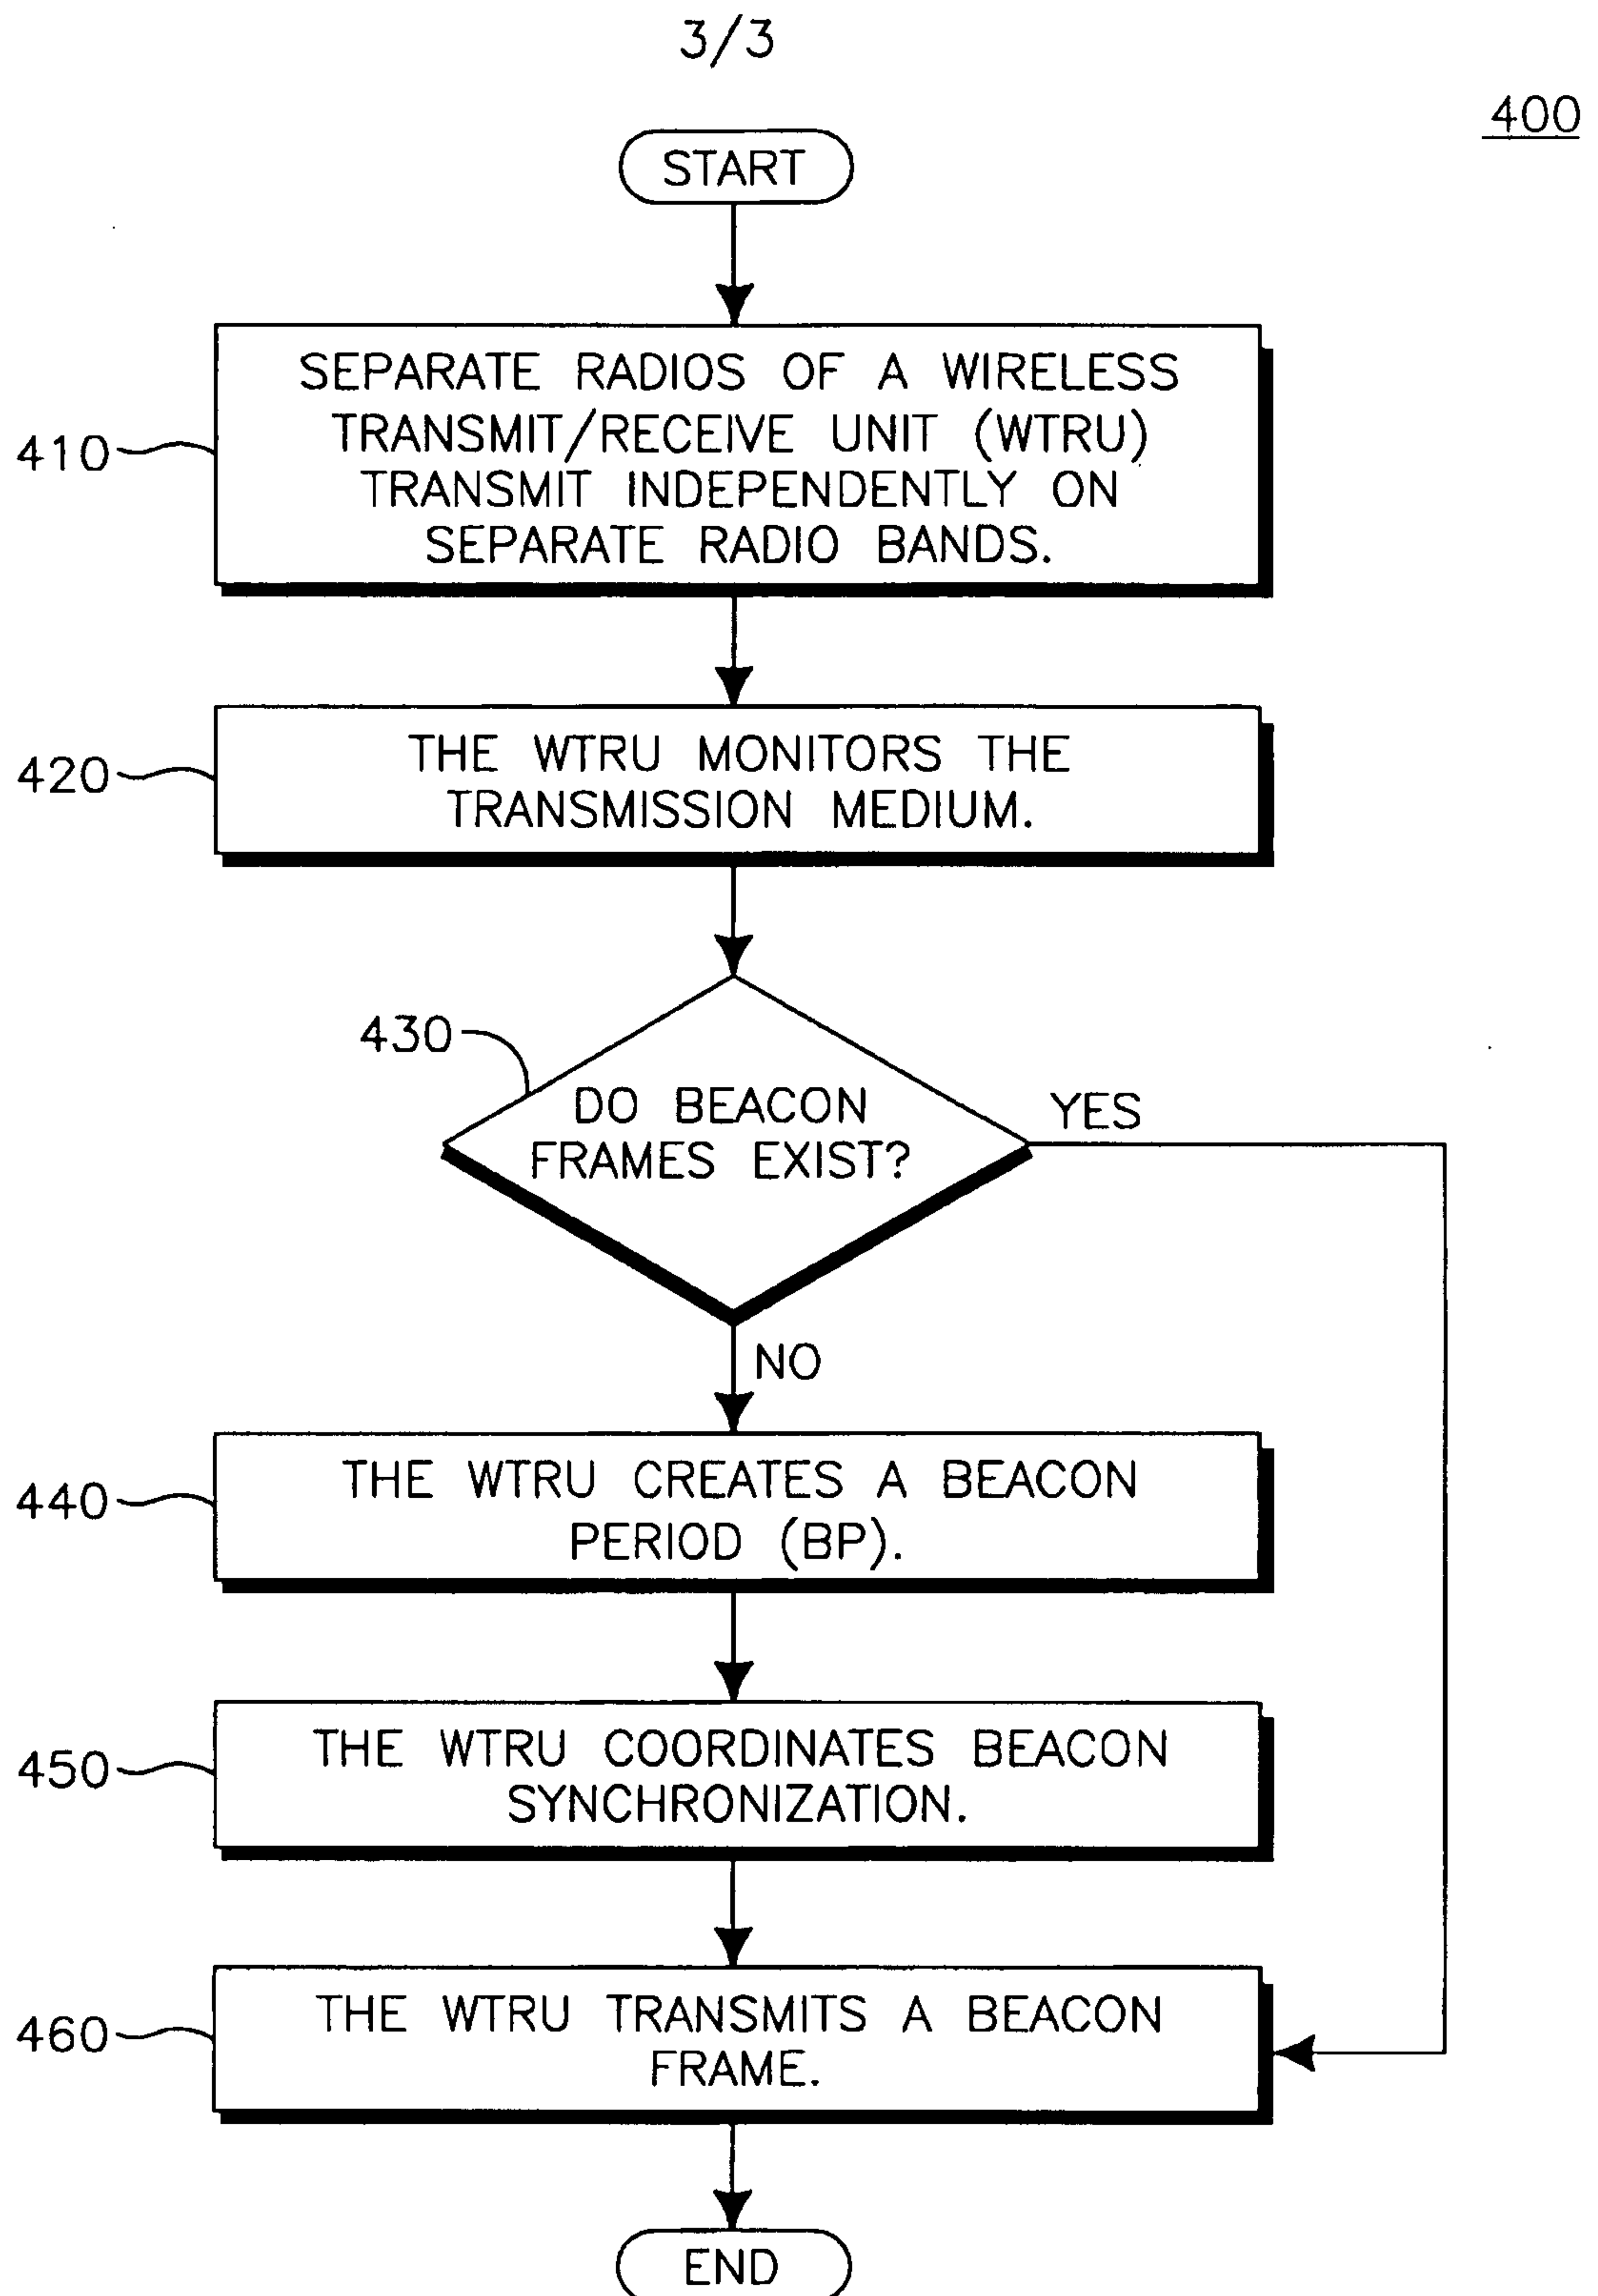 3/3
400
START
410
SEPARATE RADIOS OF A WIRELESS
TRANSMIT/RECEIVE UNIT (WTRU)
TRANSMIT INDEPENDENTLY ON
SEPARATE RADIO BANDS.
420
THE WTRU MONITORS THE
TRANSMISSION MEDIUM.
430
DO BEACON
FRAMES EXIST?
YES
NO
440
THE WTRU CREATES A BEACON
PERIOD (BP).
450
THE WTRU COORDINATES BEACON
SYNCHRONIZATION.
460
THE WTRU TRANSMITS A BEACON
FRAME.
END